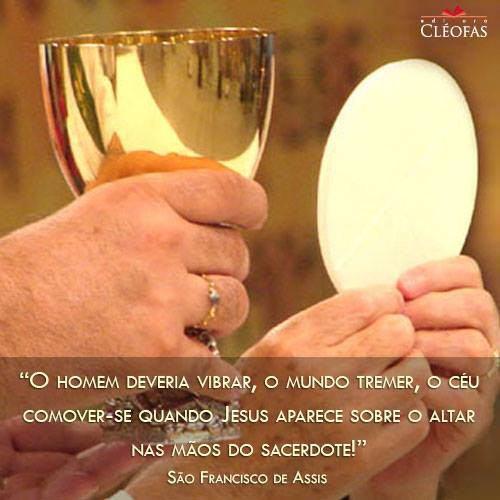 editora
CLÉOFAS
“O HOMEM DEVERIA VIBRAR, O MUNDO TREMER, O CÉU
COMOVER-SE QUANDO JESUS APARECE SOBRE O ALTAR
NAS MÃOS DO SACERDOTE!”
SÃO FRANCISCO DE ASSIS